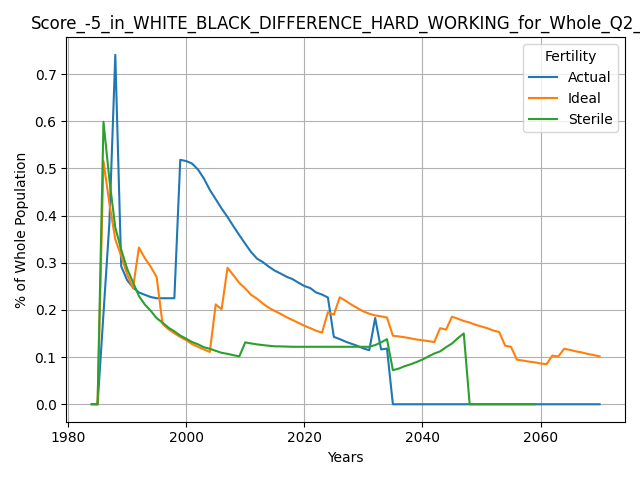 Score_-5_in_WHITE_BLACK_DIFFERENCE_HARD_WORKING_for_Whole_Q2_
Fertility
Actual
Ideal
Sterile
% of Whole Population
0.7
0.6
0.5
0.4
0.3
0.2
0.1
0.0
1980
2000
2020
2040
2060
Years